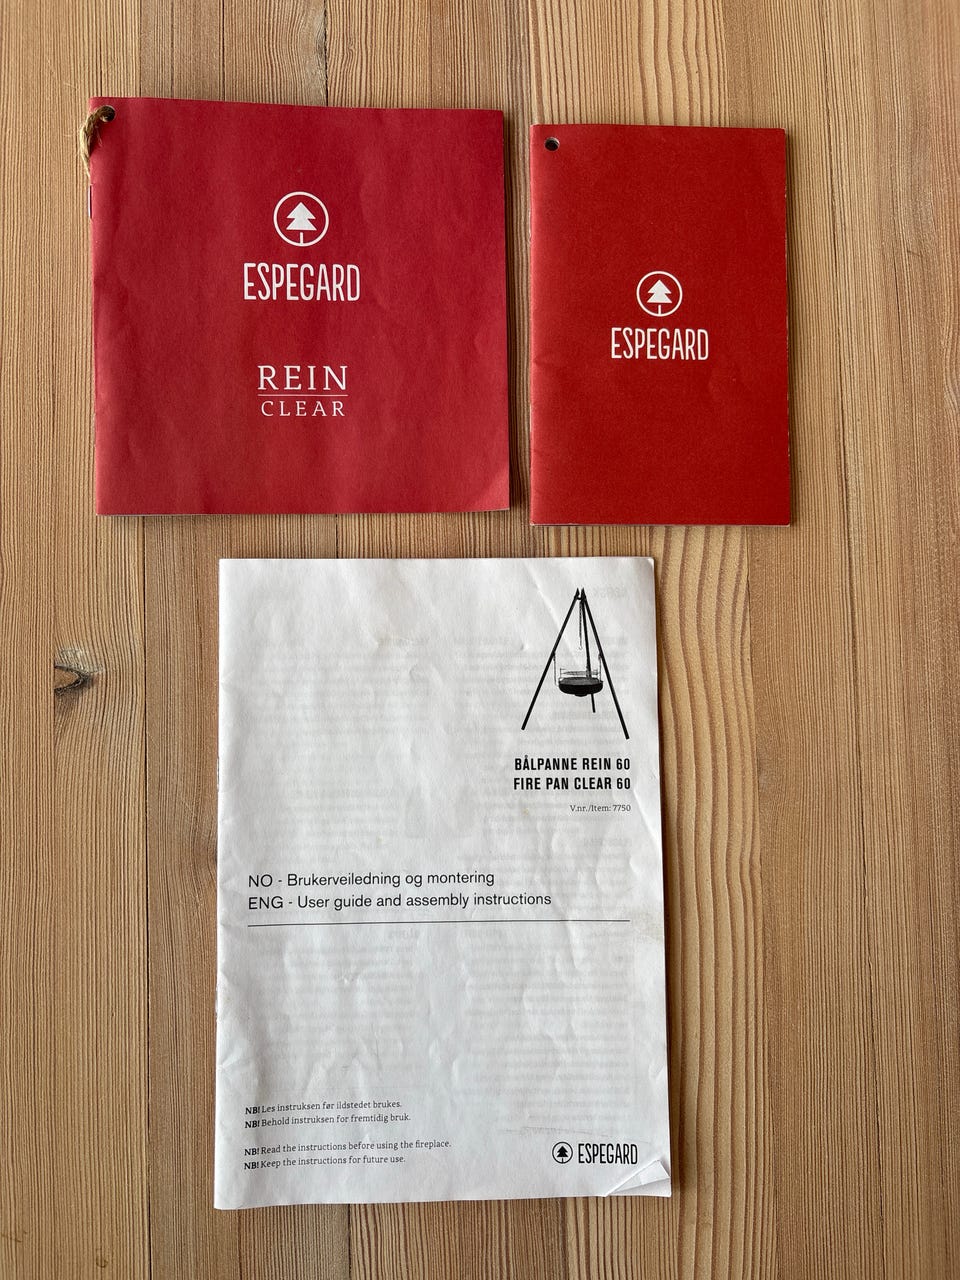 ESPEGARD
REIN
CLEAR
ESPEGARD
BÅLPANNE REIN 60
FIRE PAN CLEAR 60
V.nr./Item: 7750
NO - Brukerveiledning og montering
ENG - User guide and assembly instructions
NB! Les instruksen før ildstedet brukes.
NB! Behold instruksen for fremtidig bruk.
NB! Read the instructions before using the fireplace.
NB! Keep the instructions for future use.
ESPEGARD